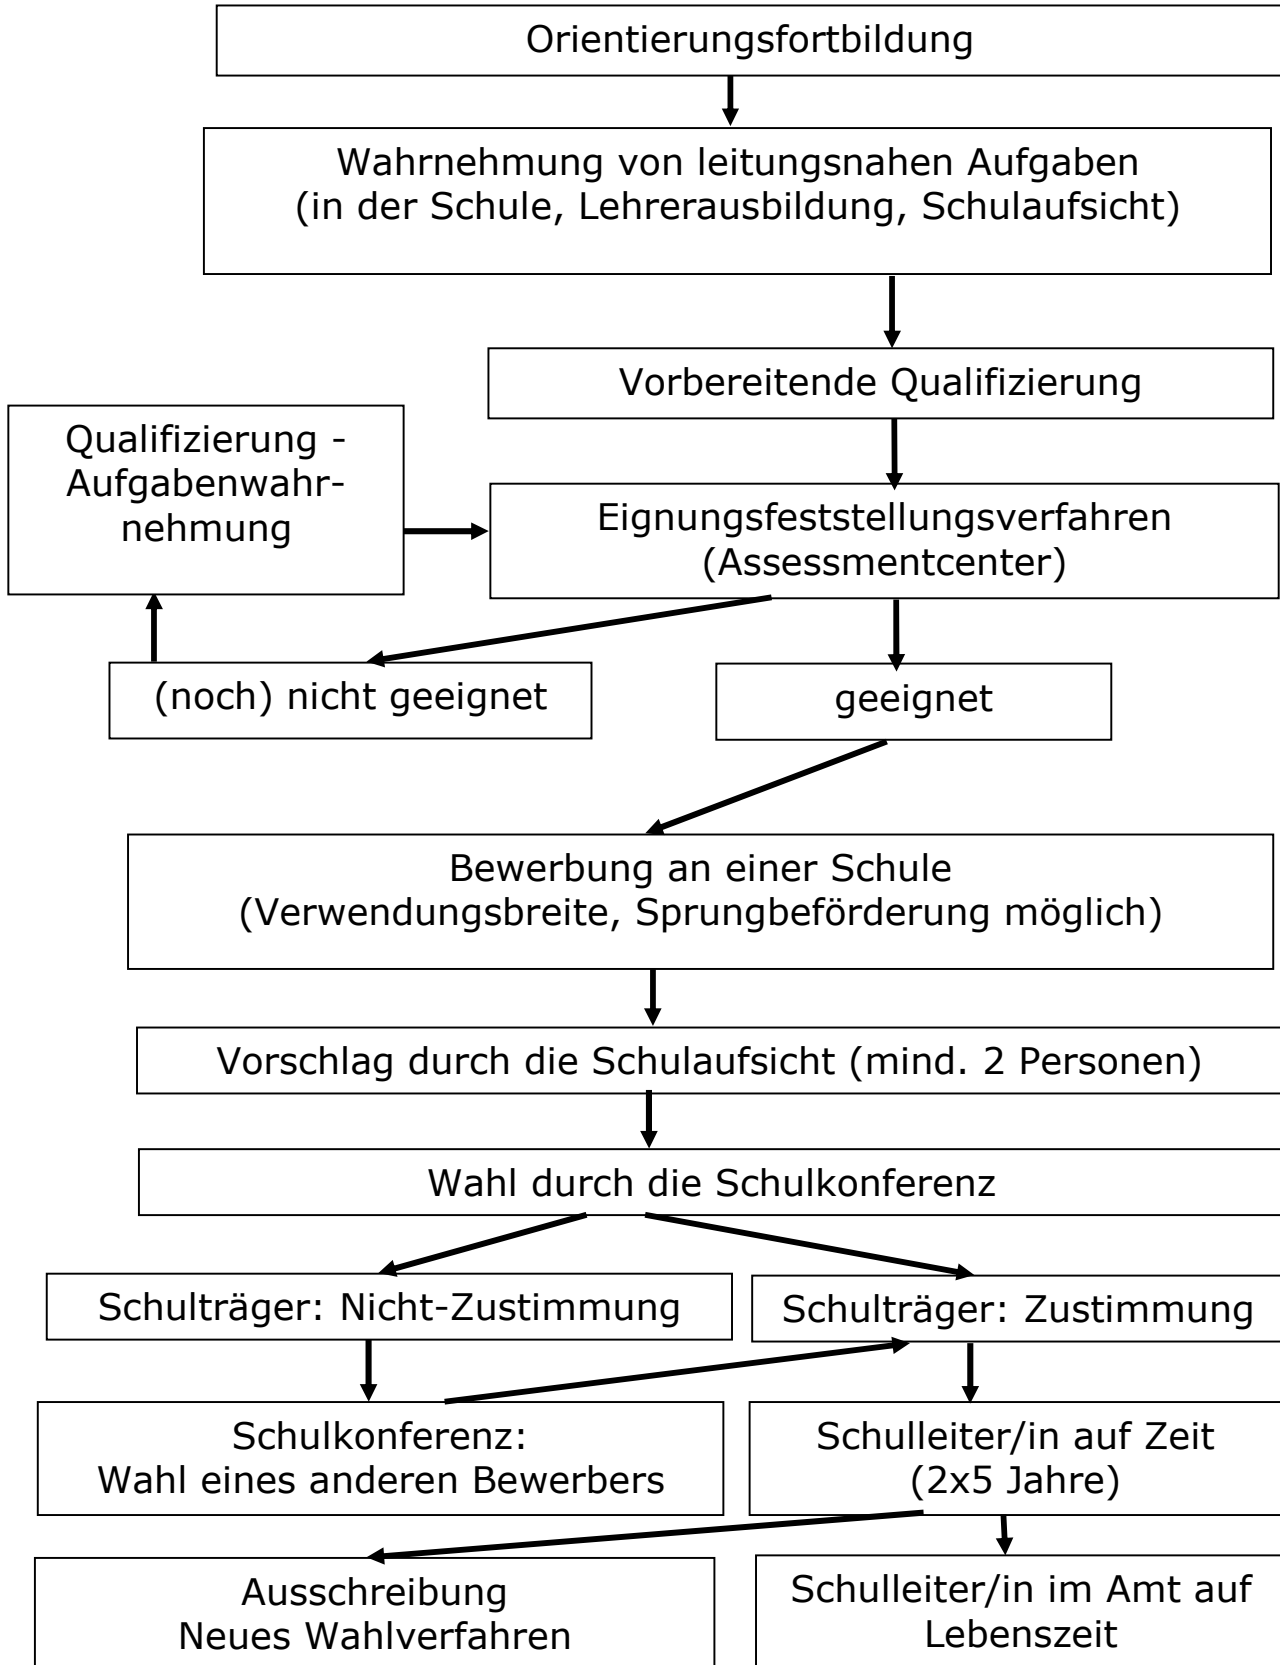 Orientierungsfortbildung
Wahrnehmung von leitungsnahen Aufgaben
(in der Schule, Lehrerausbildung, Schulaufsicht)
Vorbereitende Qualifizierung
Qualifizierung -
Aufgabenwahr-
nehmung
Eignungsfeststellungsverfahren
(Assessmentcenter)
(noch) nicht geeignet
geeignet
Bewerbung an einer Schule
(Verwendungsbreite, Sprungbeförderung möglich)
Vorschlag durch die Schulaufsicht (mind. 2 Personen)
Wahl durch die Schulkonferenz
Schulträger: Nicht-Zustimmung
Schulträger: Zustimmung
Schulkonferenz:
Wahl eines anderen Bewerbers
Schulleiter/in auf Zeit
(2x5 Jahre)
Ausschreibung
Neues Wahlverfahren
Schulleiter/in im Amt auf
Lebenszeit